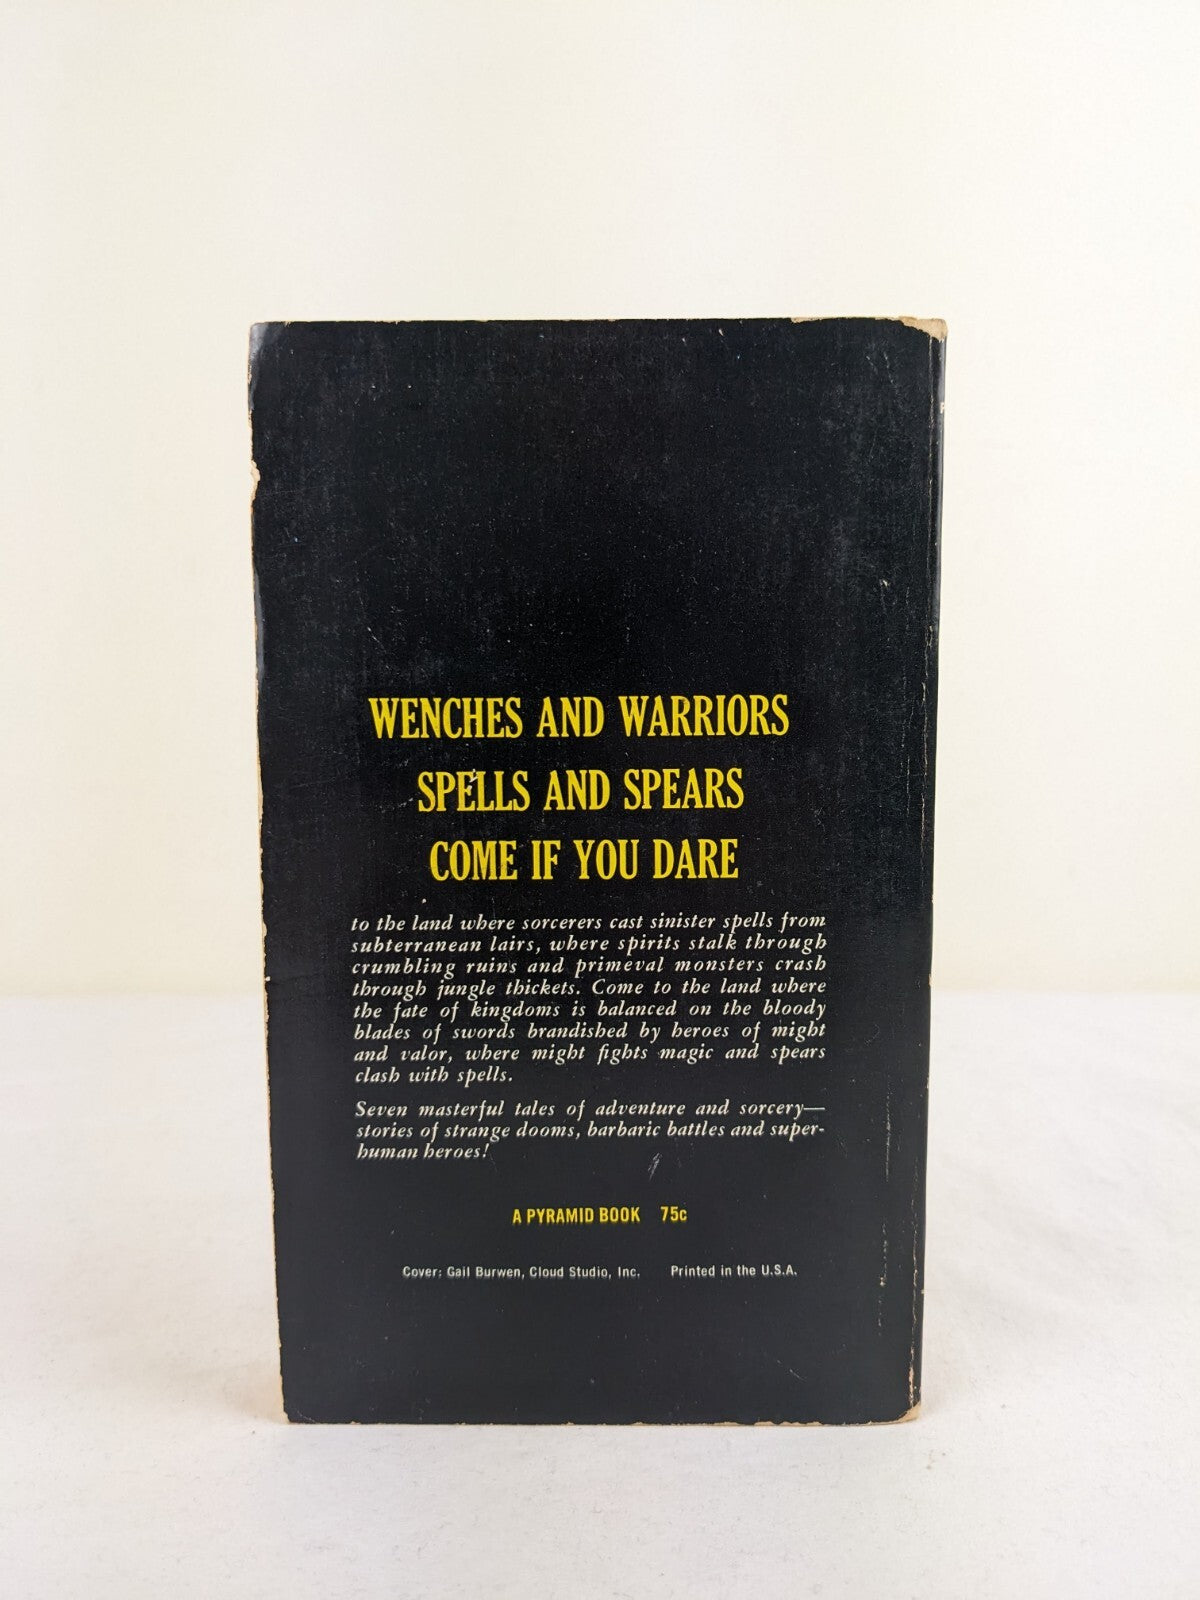 WENCHES AND WARRIORS
SPELLS AND SPEARS
COME IF YOU DARE
to the land where sorcerers cast sinister spells from
subterranean lairs, where spirits stalk through
crumbling ruins and primeval monsters crash
through jungle thickets. Come to the land where
the fate of kingdoms is balanced on the bloody
blades of swords brandished by heroes of might
and valor, where might fights magic and spears
clash with spells.
Seven masterful tales of adventure and sorcery—
stories of strange dooms, barbaric battles and super-
human heroes!
A PYRAMID BOOK 75c
Cover: Gail Burwen, Cloud Studio, Inc. Printed in the U.S.A.